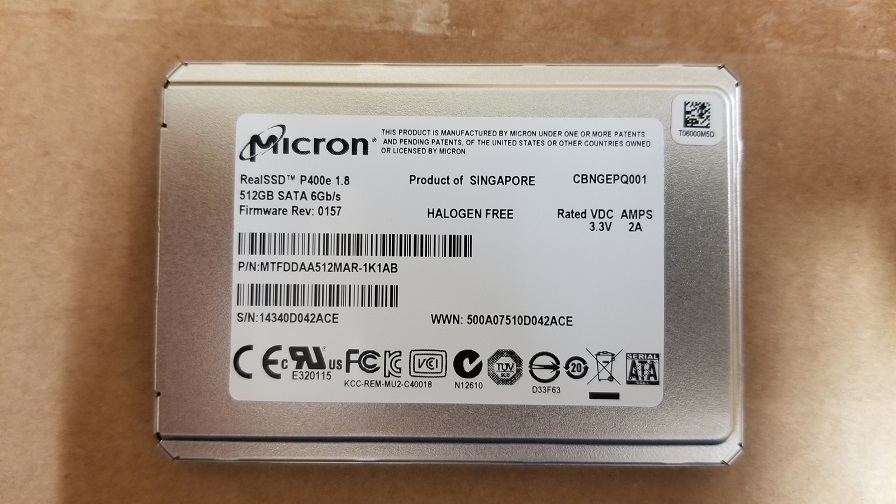 T06000M5D
Micron®
THIS PRODUCT IS MANUFACTURED BY MICRON UNDER ONE OR MORE PATENTS
AND PENDING PATENTS, OF THE UNITED STATES OR OTHER COUNTRIES OWNED
OR LICENSED BY MICRON
RealSSD™ P400e 1.8 Product of SINGAPORE CBNGEPQ001
512GB SATA 6Gb/s
Firmware Rev: 0157 HALOGEN FREE Rated VDC AMPS
3.3V 2A
P/N:MTFDDAA512MAR-1K1AB
S/N:14340D042ACE WWN: 500A07510D042ACE
CE c RU US FC VCI TUV 20 SERIAL ATA
E320115
KCC-REM-MU2-C40018 N12610 D33F63